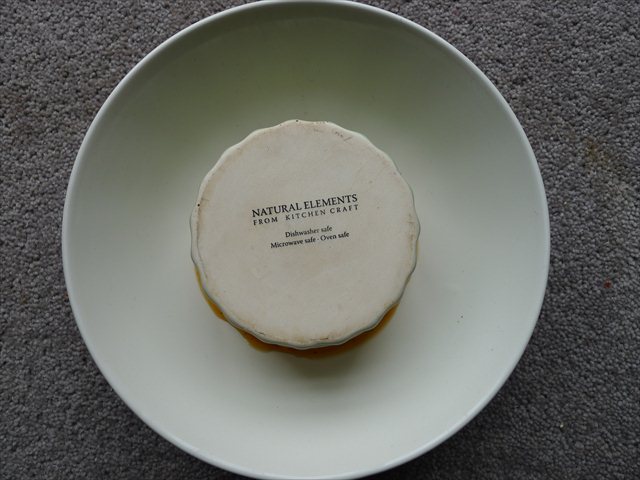 NATURAL ELEMENTS
FROM KITCHEN CRAFT
Dishwasher safe
Microwave safe · Oven safe